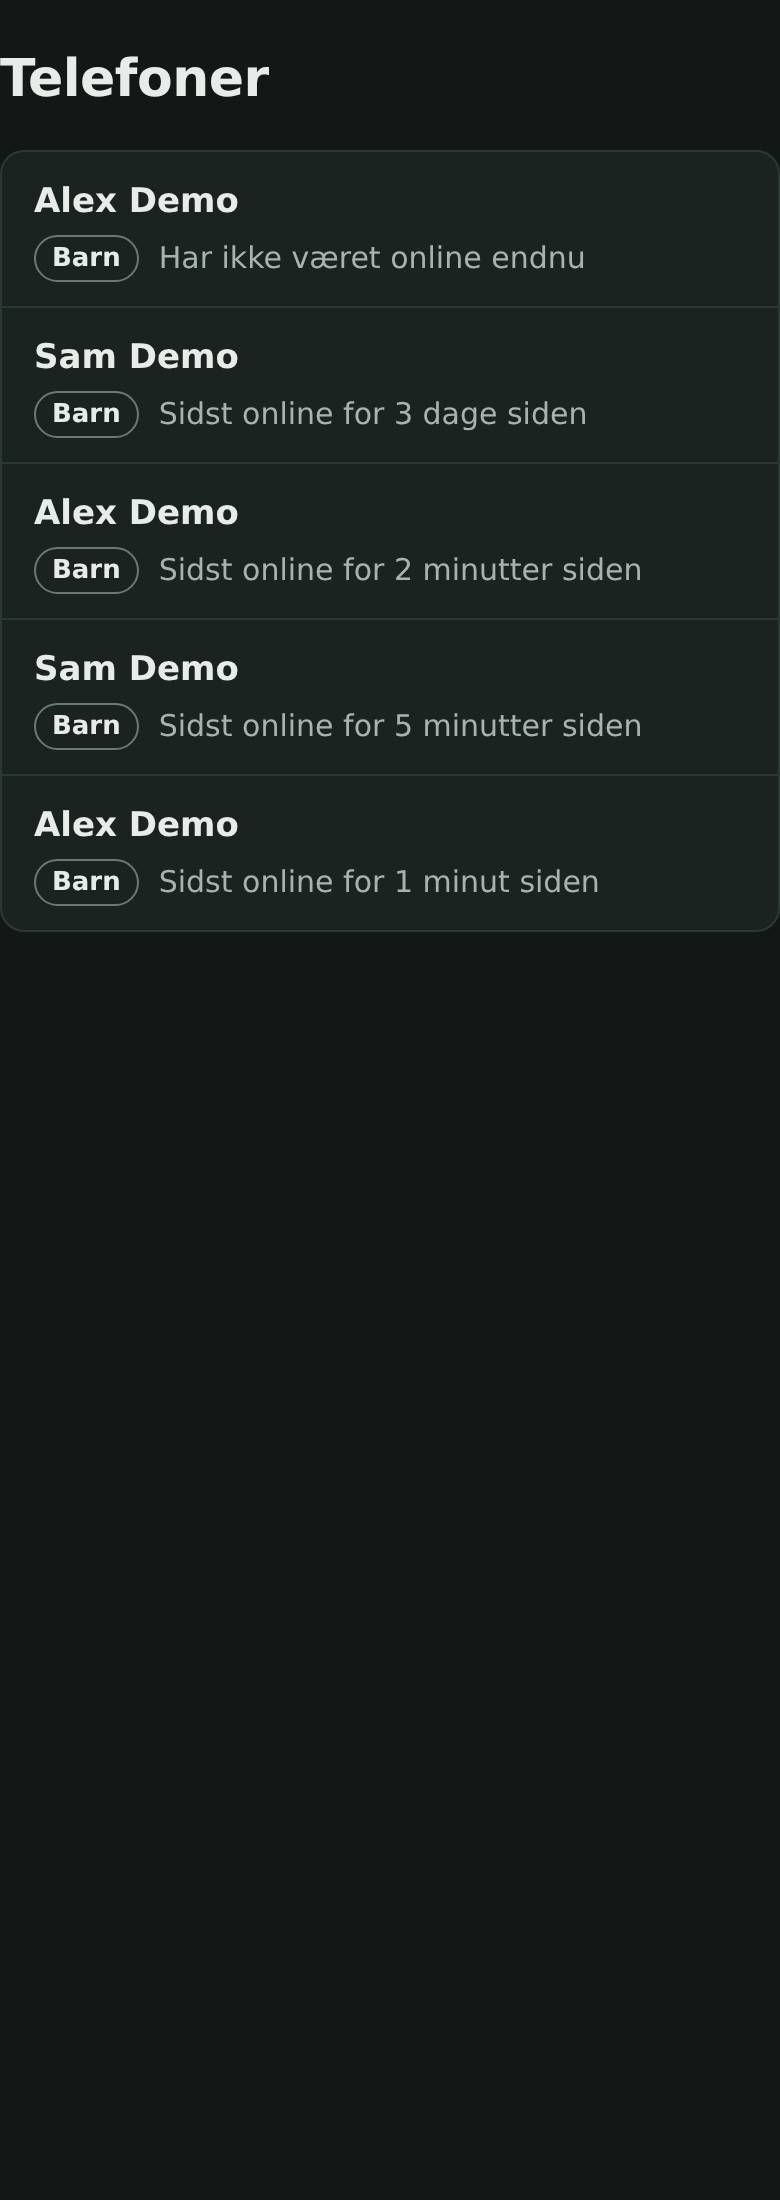 Telefoner
Alex Demo
Barn Har ikke været online endnu
Sam Demo
Barn Sidst online for 3 dage siden
Alex Demo
Barn Sidst online for 2 minutter siden
Sam Demo
Barn Sidst online for 5 minutter siden
Alex Demo
Barn Sidst online for 1 minut siden